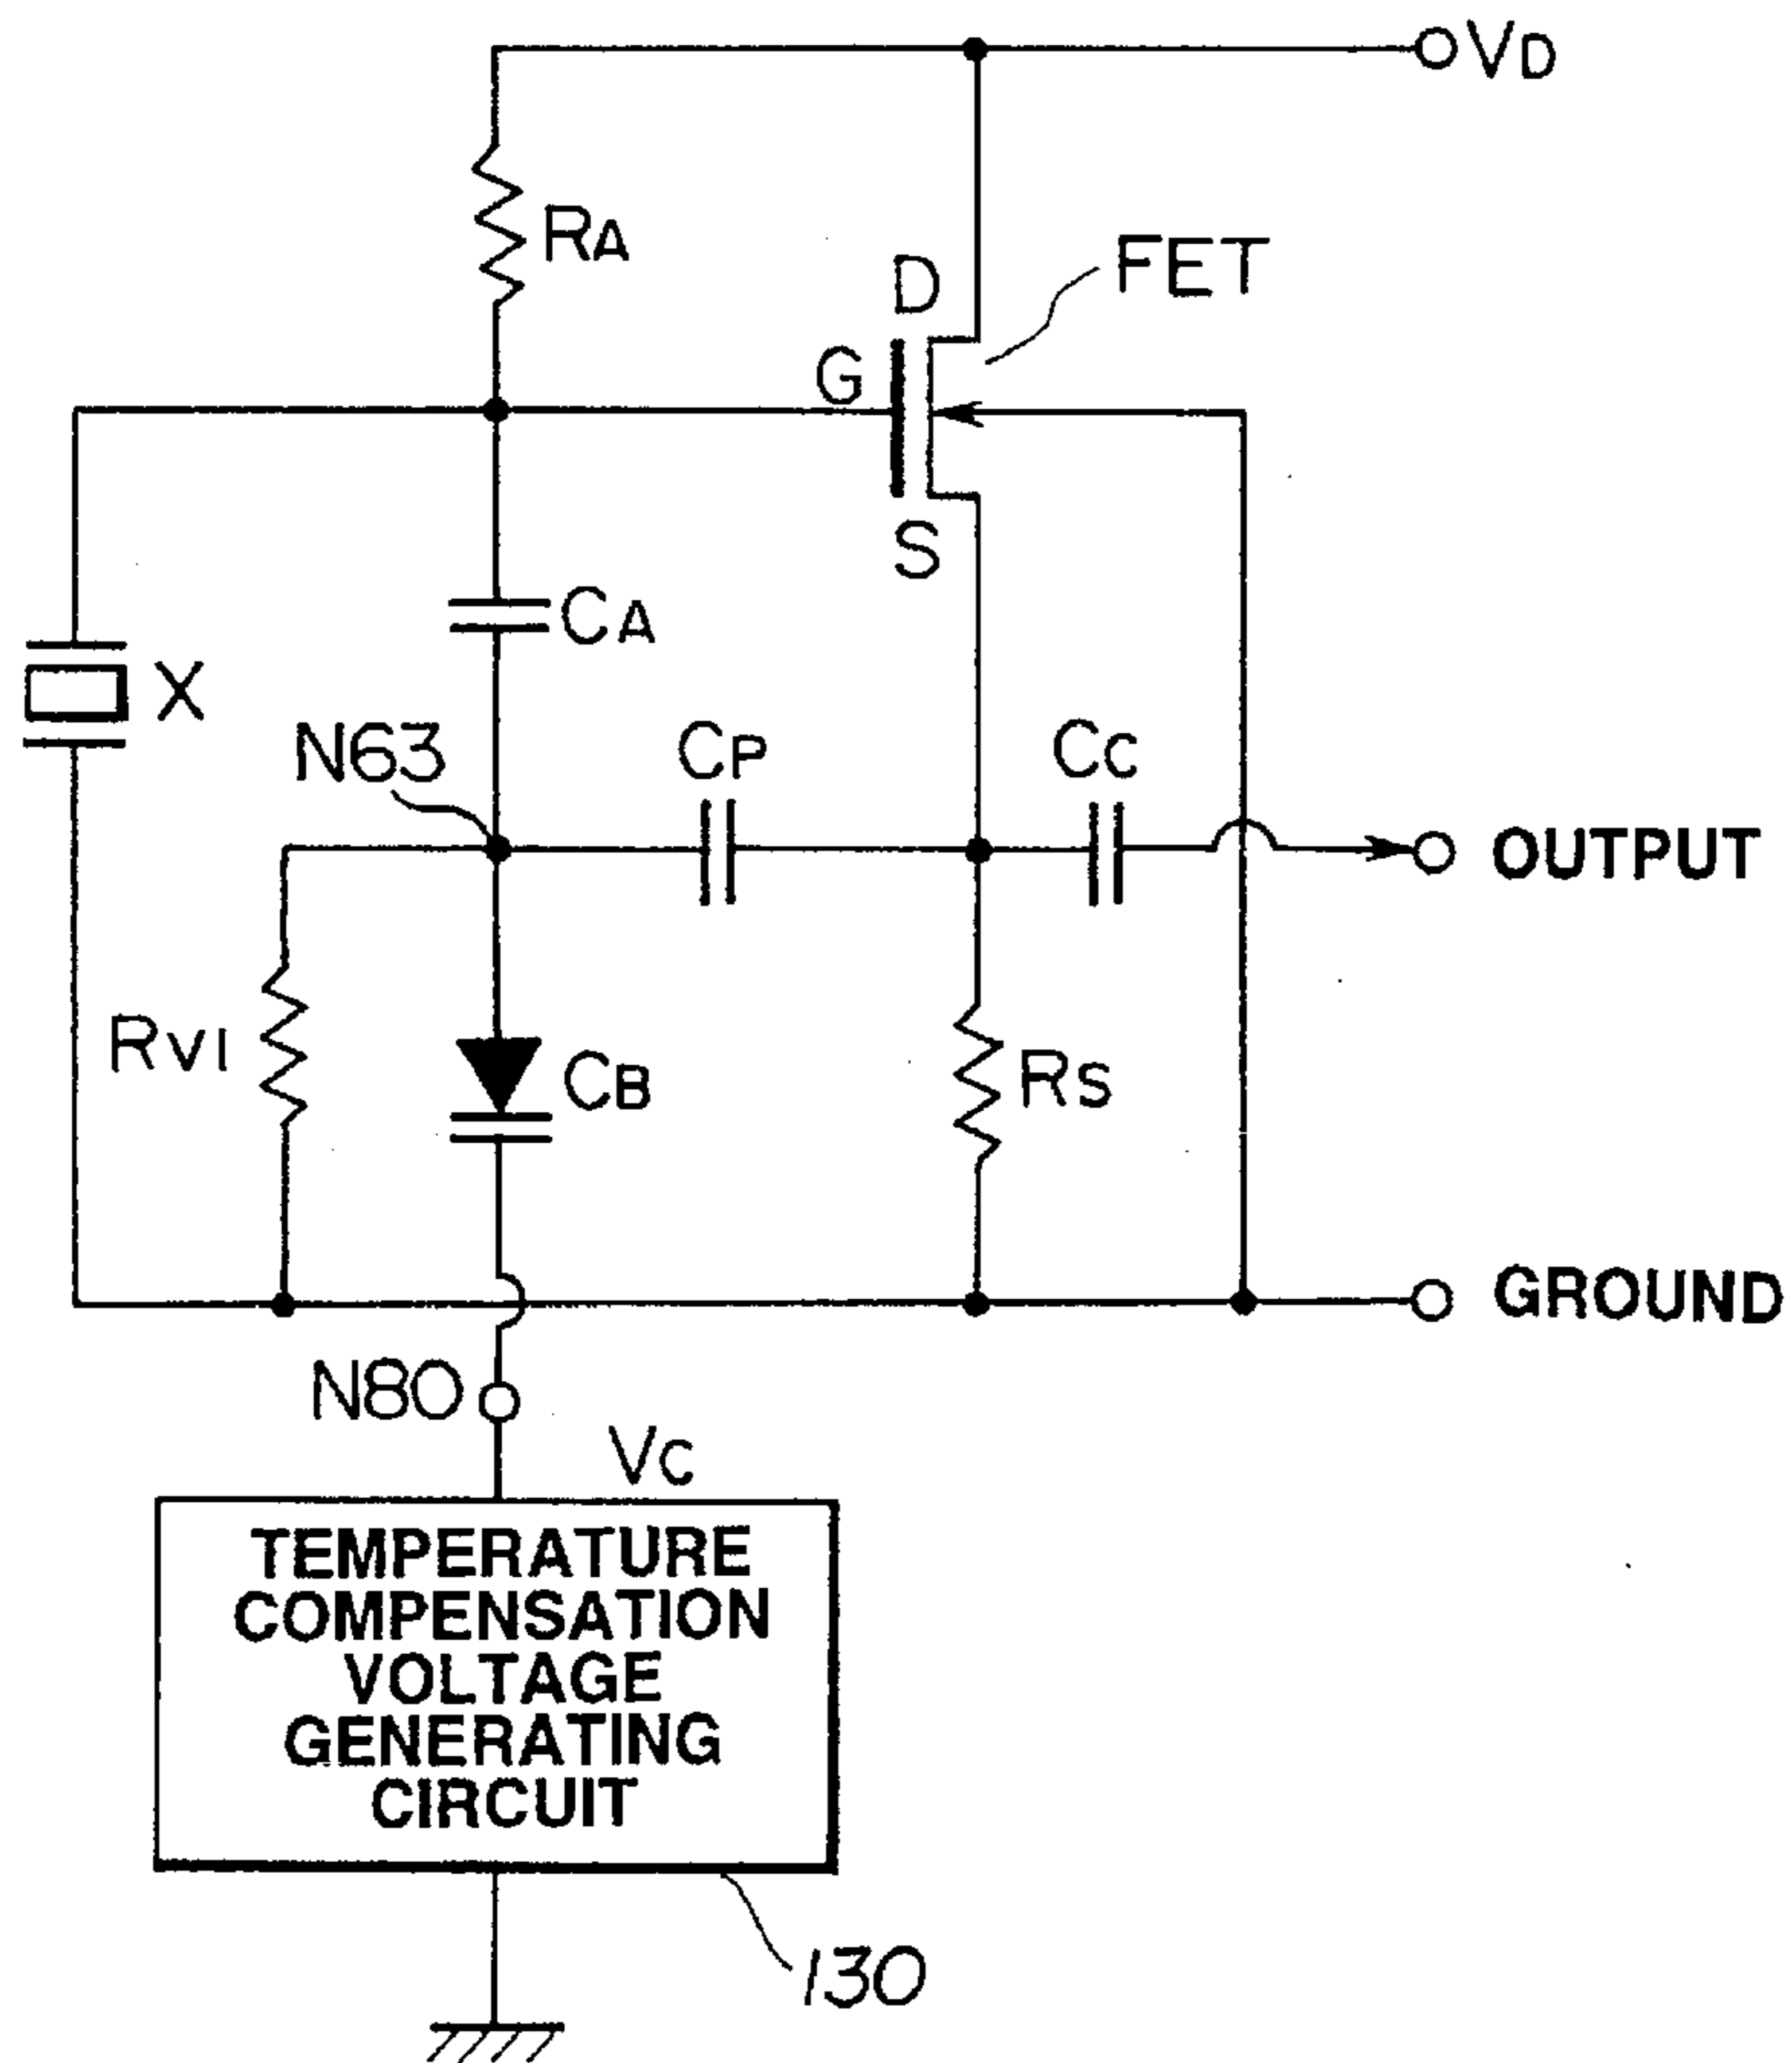 VD
RA
D
FET
G
S
CA
X
N63
CP
CC
OUTPUT
RVI
CB
RS
GROUND
N80
VC
TEMPERATURE
COMPENSATION
VOLTAGE
GENERATING
CIRCUIT
130